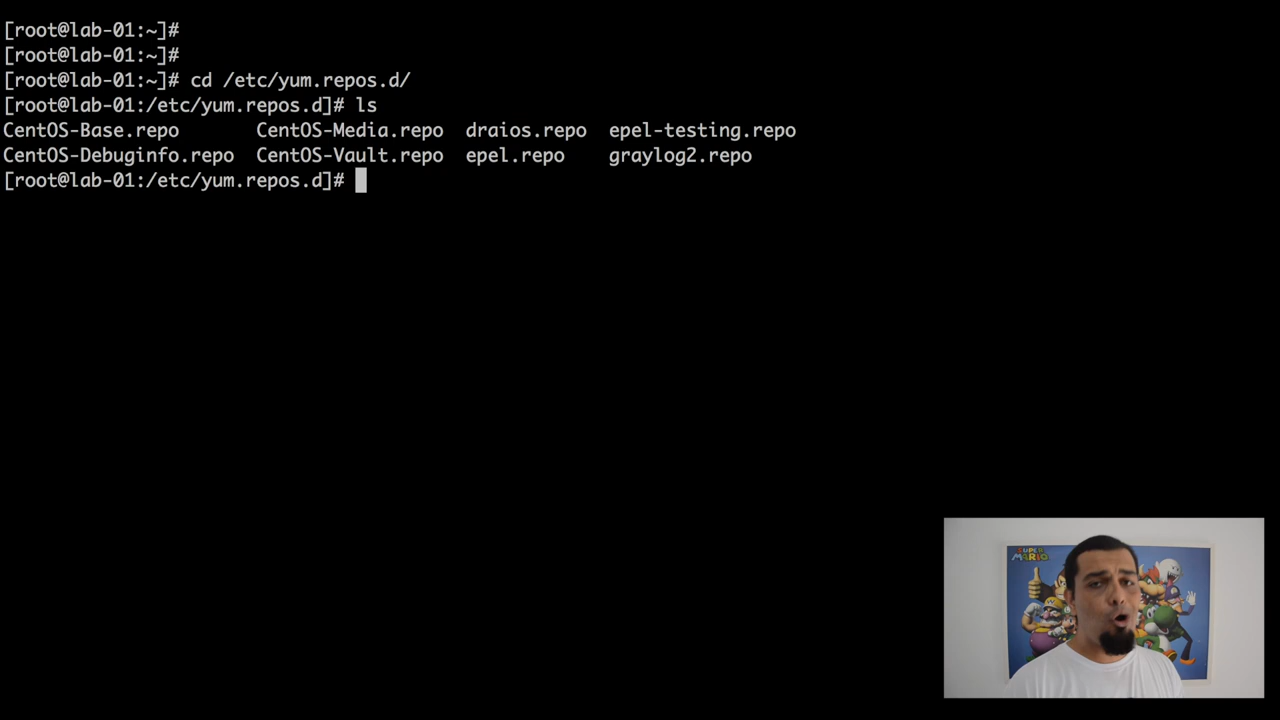 [root@lab-01:~]#
[root@lab-01:~]#
[root@lab-01:~]# cd /etc/yum.repos.d/
[root@lab-01:/etc/yum.repos.d]# ls
CentOS-Base.repo       CentOS-Media.repo  draios.repo  epel-testing.repo
CentOS-Debuginfo.repo  CentOS-Vault.repo  epel.repo    graylog2.repo
[root@lab-01:/etc/yum.repos.d]#
SUPER
MARIO